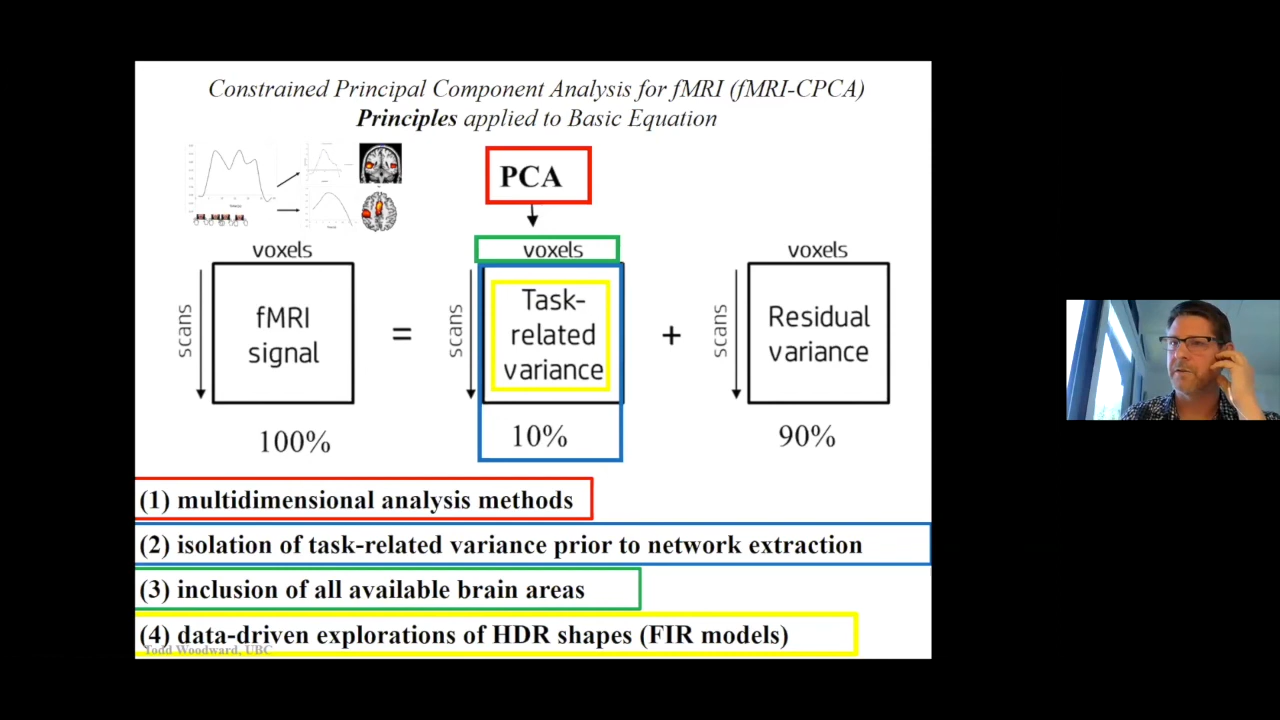 Constrained Principal Component Analysis for fMRI (fMRI-CPCA)
Principles applied to Basic Equation
PCA
voxels
voxels
voxels
scans
fMRI
signal
=
scans
Task-
related
variance
+
scans
Residual
variance
100%
10%
90%
(1) multidimensional analysis methods
(2) isolation of task-related variance prior to network extraction
(3) inclusion of all available brain areas
(4) data-driven explorations of HDR shapes (FIR models)
Todd Woodward, UBC